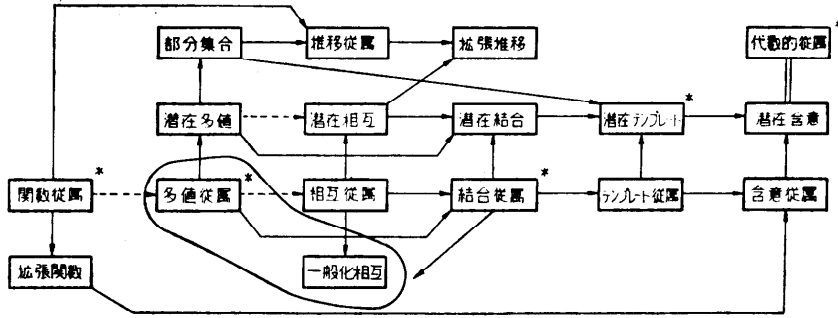 部分集合
推移従属
拡張推移
代数的従属
*
潜在多値
潜在相互
潜在結合
潜在テンプレート
*
潜在含意
関数従属
*
多値従属
*
相互従属
結合従属
*
テンプレート従属
含意従属
拡張関数
一般化相互